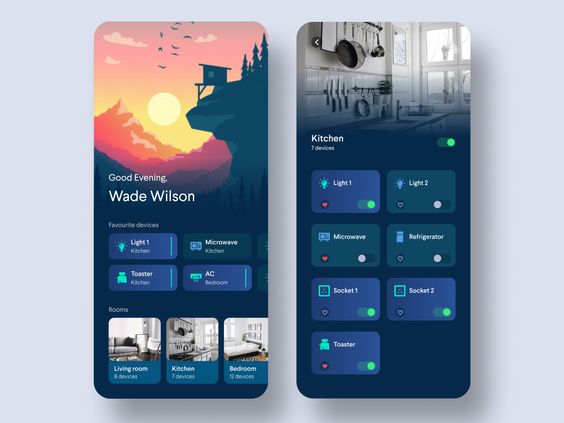 Good Evening,
Wade Wilson
Favourite devices
Light 1
Kitchen
Microwave
Kitchen
Toaster
Kitchen
AC
Bedroom
Rooms
Living room
8 devices
Kitchen
7 devices
Bedroom
12 devices
Kitchen
7 devices
Light 1
Light 2
Microwave
Refrigerator
Socket 1
Socket 2
Toaster